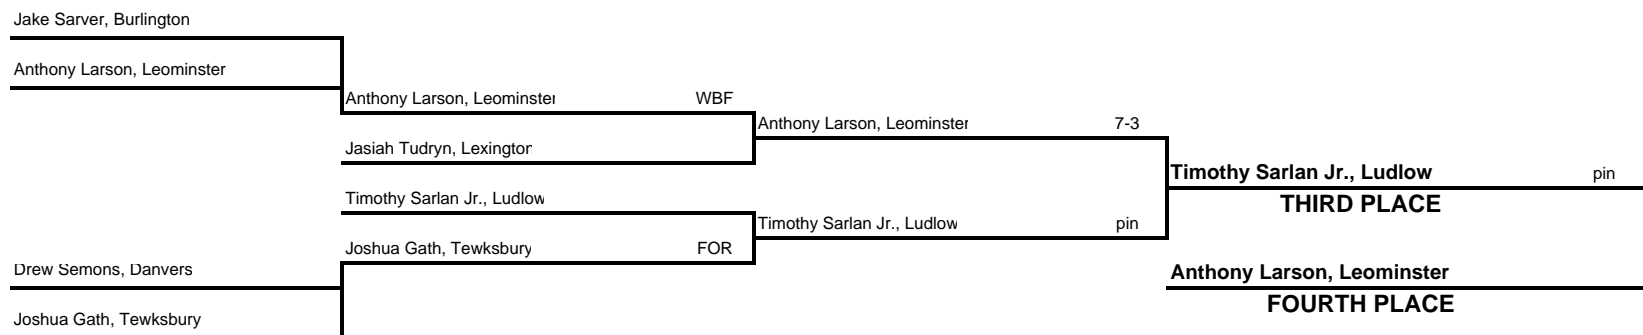 Jake Sarver, Burlington
Anthony Larson, Leominster
Anthony Larson, Leominster WBF
Anthony Larson, Leominster 7-3
Jasiah Tudryn, Lexington
Timothy Sarlan Jr., Ludlow pin
THIRD PLACE
Timothy Sarlan Jr., Ludlow
Timothy Sarlan Jr., Ludlow pin
Joshua Gath, Tewksbury FOR
Drew Semons, Danvers
Anthony Larson, Leominster
FOURTH PLACE
Joshua Gath, Tewksbury